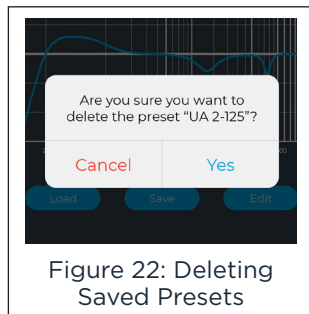 Are you sure you want to
delete the preset “UA 2-125”?
Cancel Yes
Load Save Edit
Figure 22: Deleting
Saved Presets